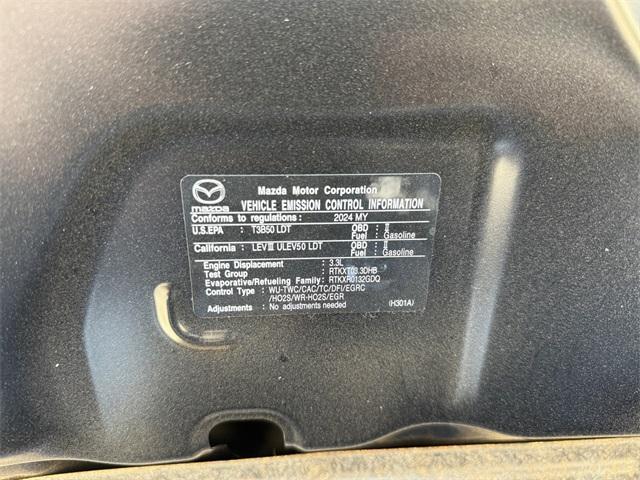 Mazda Motor Corporation
mazda VEHICLE EMISSION CONTROL INFORMATION
Conforms to regulations : 2024 MY
U.S.EPA : T3B50 LDT OBD : II
Fuel : Gasoline
California : LEVIII ULEV50 LDT OBD : II
Fuel : Gasoline
Engine Displacement : 3.3L
Test Group : RTKXT03.3DHB
Evaporative/Refueling Family : RTKXR0132GDQ
Control Type : WU-TWC/CAC/TC/DFI/EGRC
/HO2S/WR-HO2S/EGR
Adjustments : No adjustments needed (H301A)